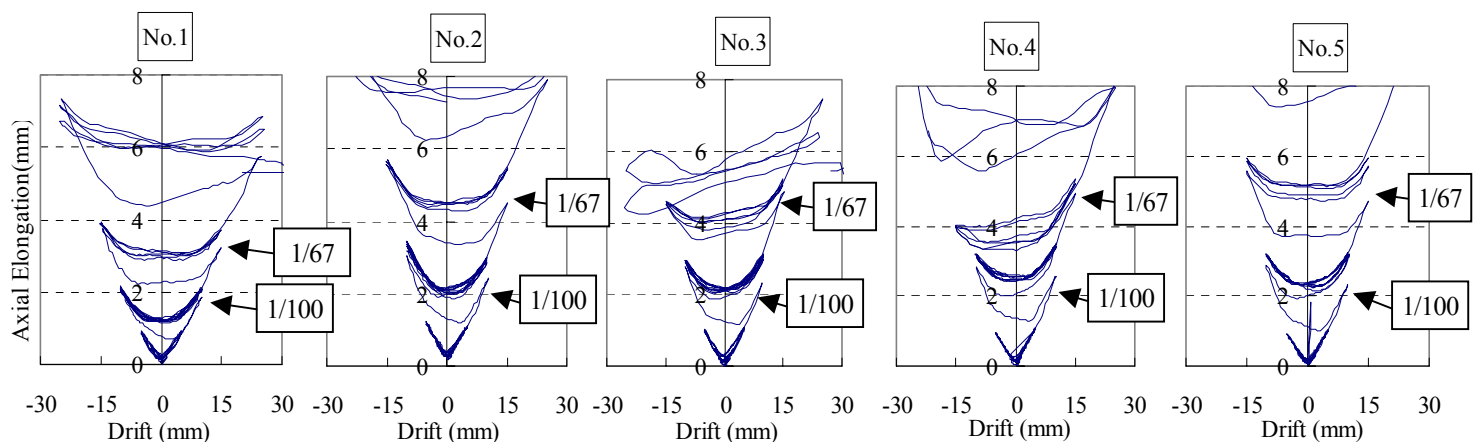 No.1 No.2 No.3 No.4 No.5
Axial Elongation(mm)
8 8 8 8 8
6 6 6 6 6
4 4 4 4 4
2 2 2 2 2
0 0 0 0 0
1/67 1/67 1/67 1/67 1/67
1/100 1/100 1/100 1/100 1/100
-30 -15 0 15 30 -30 -15 0 15 30 -30 -15 0 15 30 -30 -15 0 15 30 -30 -15 0 15 30
Drift (mm) Drift (mm) Drift (mm) Drift (mm) Drift (mm)